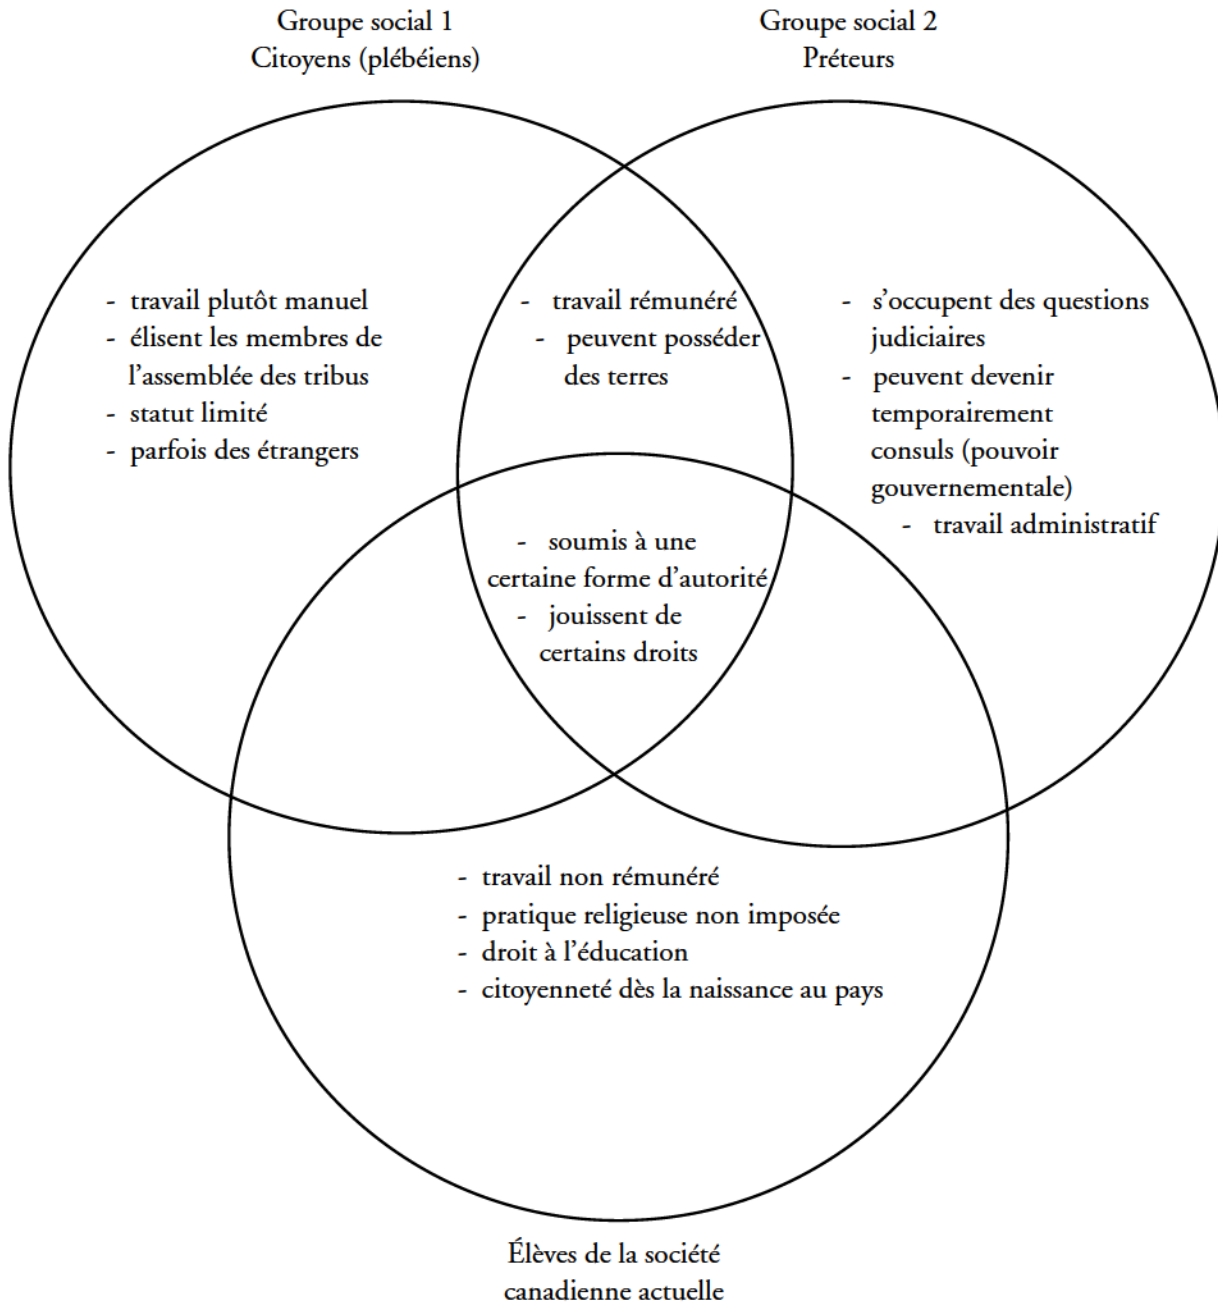 Groupe social 1
Citoyens (plébéiens)
Groupe social 2
Préteurs
- travail plutôt manuel
- élisent les membres de
l’assemblée des tribus
- statut limité
- parfois des étrangers
- travail rémunéré
- peuvent posséder
des terres
- s’occupent des questions
judiciaires
- peuvent devenir
temporairement
consuls (pouvoir
gouvernementale)
- travail administratif
- soumis à une
certaine forme d’autorité
- jouissent de
certains droits
- travail non rémunéré
- pratique religieuse non imposée
- droit à l’éducation
- citoyenneté dès la naissance au pays
Élèves de la société
canadienne actuelle